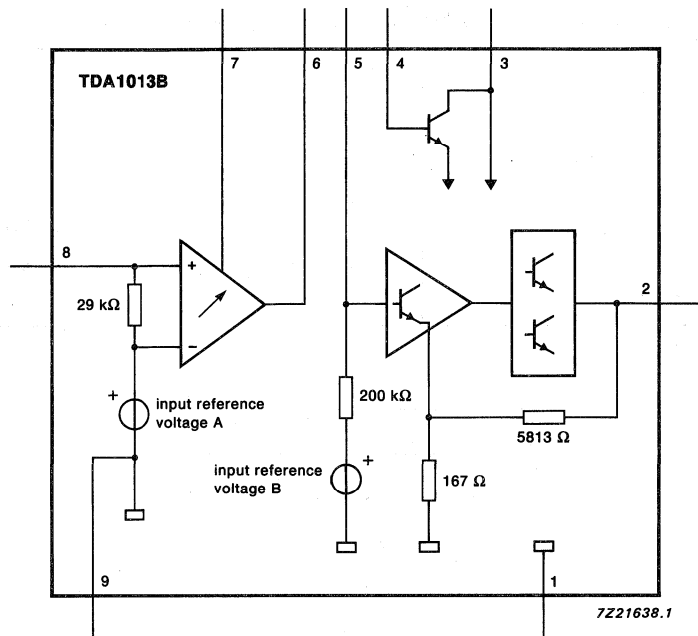 7
6
5
4
3
TDA1013B
8
+
2
29 kΩ
−
+
input reference
voltage A
200 kΩ
5813 Ω
input reference
voltage B
+
167 Ω
9
1
7Z21638.1